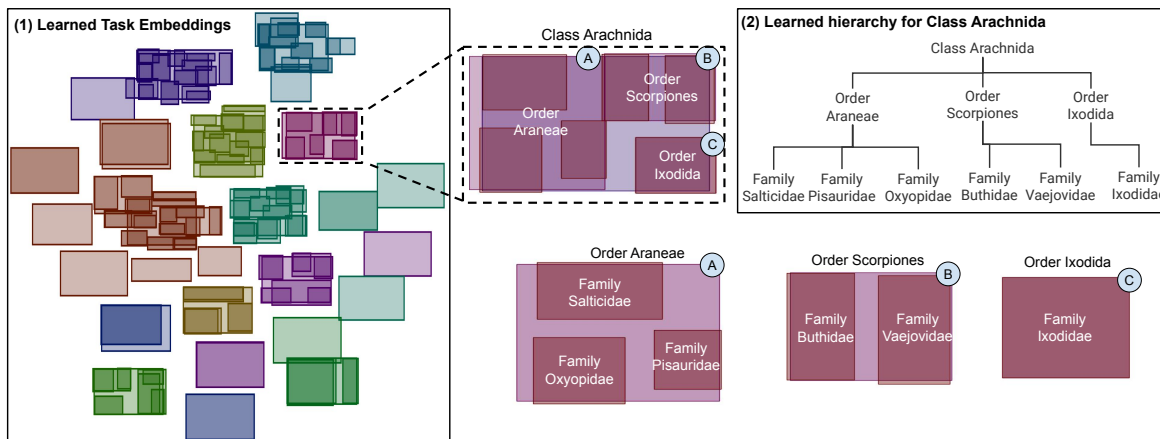 (1) Learned Task Embeddings
Class Arachnida
A
B
Order
Scorpiones
Order
Araneae
C
Order
Ixodida
(2) Learned hierarchy for Class Arachnida
Class Arachnida
Order
Araneae
Order
Scorpiones
Order
Ixodida
Family
Salticidae
Family
Pisauridae
Family
Oxyopidae
Family
Buthidae
Family
Vaejovidae
Family
Ixodidae
Order Araneae
A
Family
Salticidae
Family
Oxyopidae
Family
Pisauridae
Order Scorpiones
B
Family
Buthidae
Family
Vaejovidae
Order Ixodida
C
Family
Ixodidae